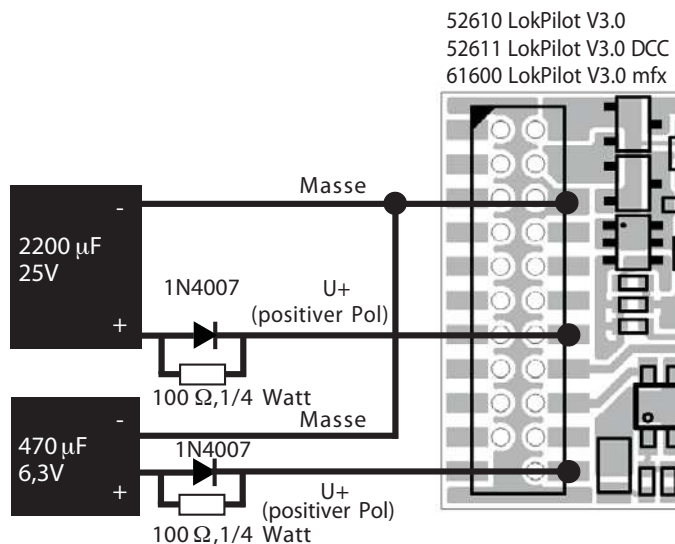 52610 LokPilot V3.0
52611 LokPilot V3.0 DCC
61600 LokPilot V3.0 mfx
Masse
-
2200 µF
25V
1N4007
U+
(positiver Pol)
+
100 Ω,1/4 Watt
Masse
-
470 µF
6,3V
1N4007
+
U+
(positiver Pol)
100 Ω,1/4 Watt